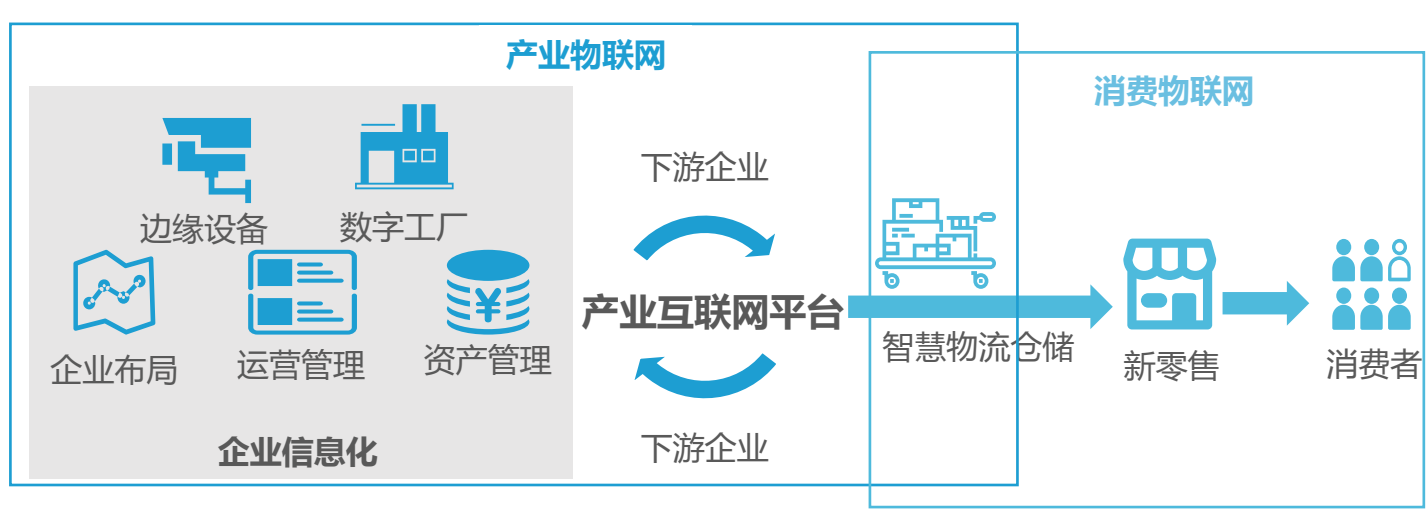 产业物联网
消费物联网
下游企业
边缘设备
数字工厂
产业互联网平台
企业布局
运营管理
资产管理
智慧物流仓储
新零售
消费者
企业信息化
下游企业